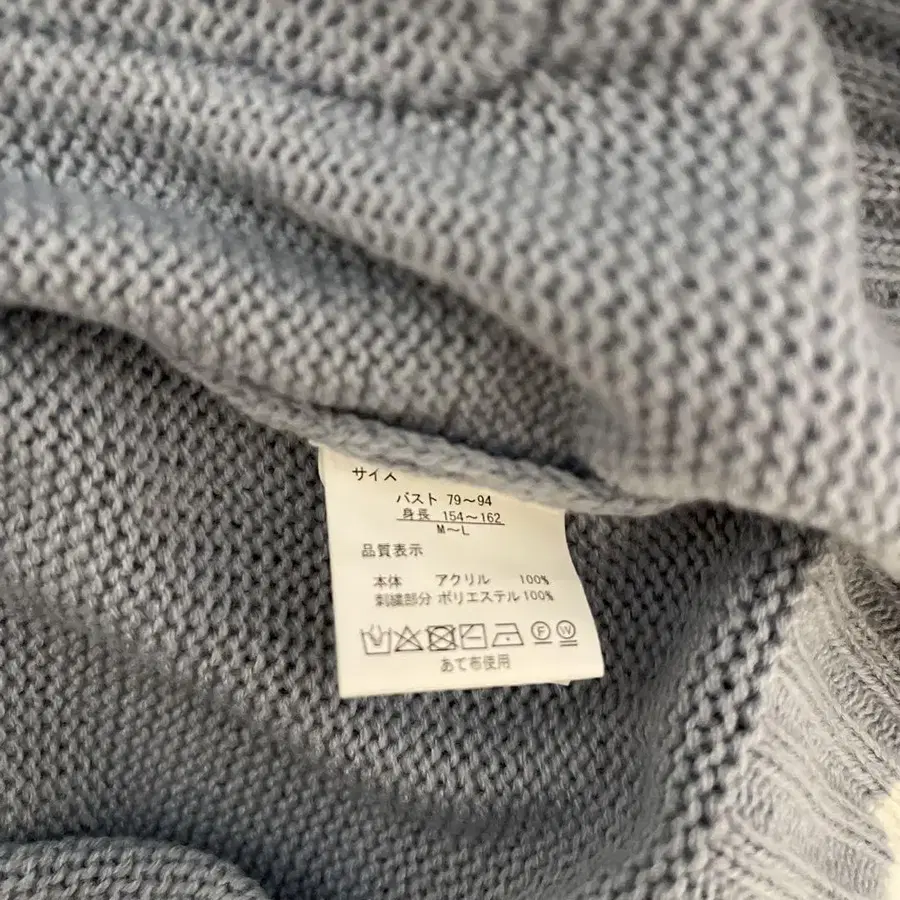 サイズ
バスト 79～94
身長 154～162
M～L
品質表示
本体 アクリル 100%
刺繍部分 ポリエステル 100%
F W
あて布使用